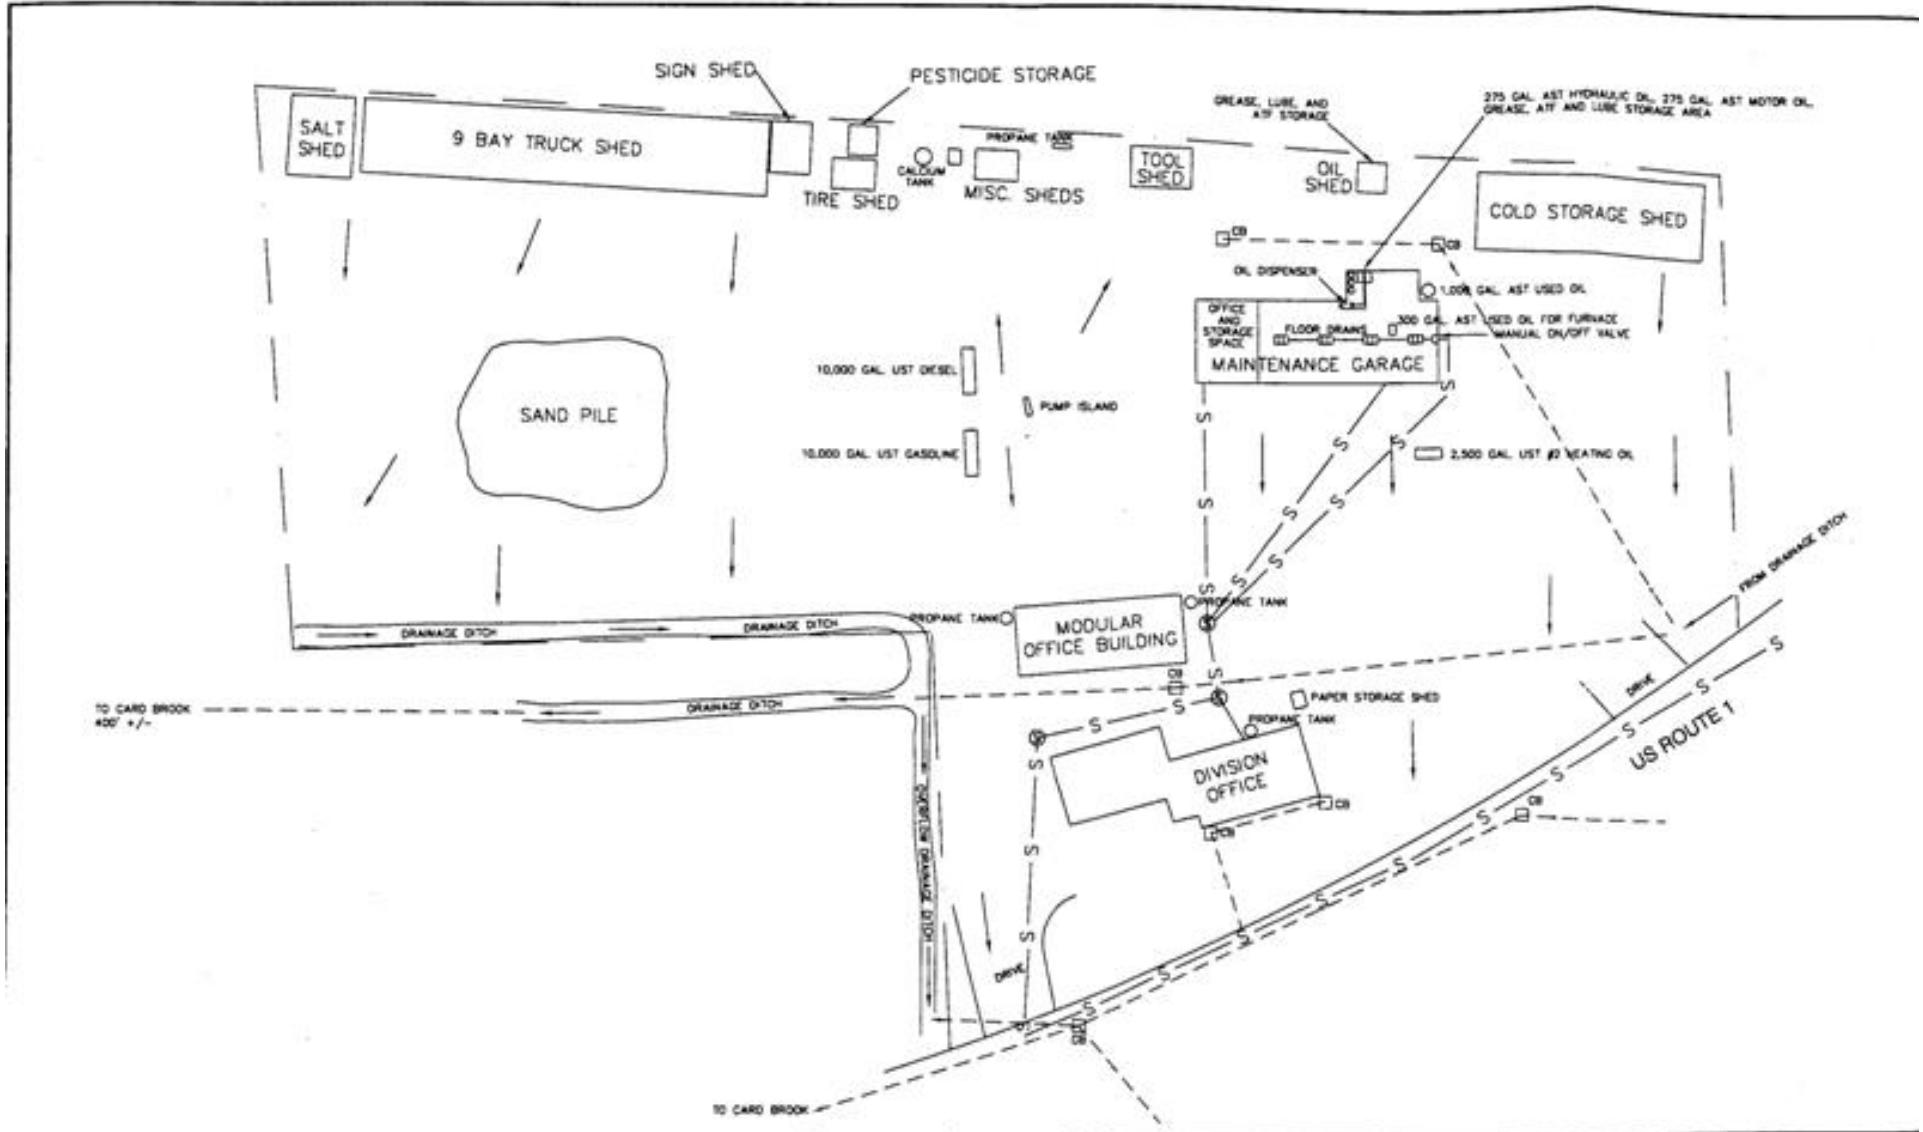 SIGN SHED
PESTICIDE STORAGE
SALT
SHED
9 BAY TRUCK SHED
TIRE SHED
CALCIUM
TANK
PROPANE TANK
MISC. SHEDS
TOOL
SHED
GREASE, LUBE, AND
ATF STORAGE
OIL
SHED
275 GAL. AST HYDRAULIC OIL, 275 GAL. AST MOTOR OIL,
GREASE, ATF AND LUBE STORAGE AREA
COLD STORAGE SHED
CB
CB
OIL DISPENSER
1,000 GAL. AST USED OIL
OFFICE
AND
STORAGE
SPACE
FLOOR DRAINS
300 GAL. AST USED OIL FOR FURNACE
MANUAL ON/OFF VALVE
MAINTENANCE GARAGE
10,000 GAL. UST DIESEL
PUMP ISLAND
10,000 GAL. UST GASOLINE
SAND PILE
2,500 GAL. UST #2 HEATING OIL
S
S
S
S
S
S
S
S
S
S
S
S
FROM DRAINAGE DITCH
PROPANE TANK
PROPANE TANK
MODULAR
OFFICE BUILDING
DRAINAGE DITCH
DRAINAGE DITCH
DRAINAGE DITCH
TO CARD BROOK
400' +/-
CB
S
S
S
PAPER STORAGE SHED
PROPANE TANK
DIVISION
OFFICE
CB
CB
OVERFLOW DRAINAGE DITCH
S
S
S
DRIVE
DRIVE
US ROUTE 1
CB
S
S
S
S
S
S
S
S
S
S
CB
TO CARD BROOK